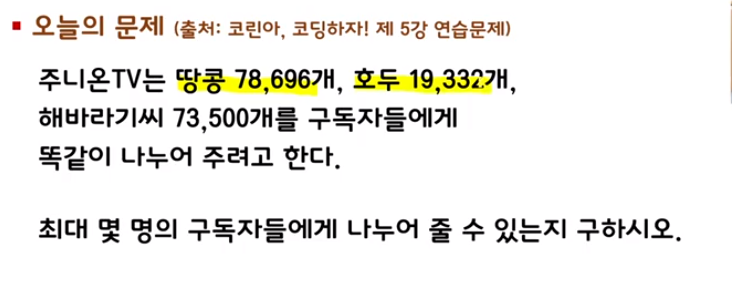 ▪ 오늘의 문제 (출처: 코린아, 코딩하자! 제 5강 연습문제)
주니온TV는 땅콩 78,696개, 호두 19,332개,
해바라기씨 73,500개를 구독자들에게
똑같이 나누어 주려고 한다.
최대 몇 명의 구독자들에게 나누어 줄 수 있는지 구하시오.